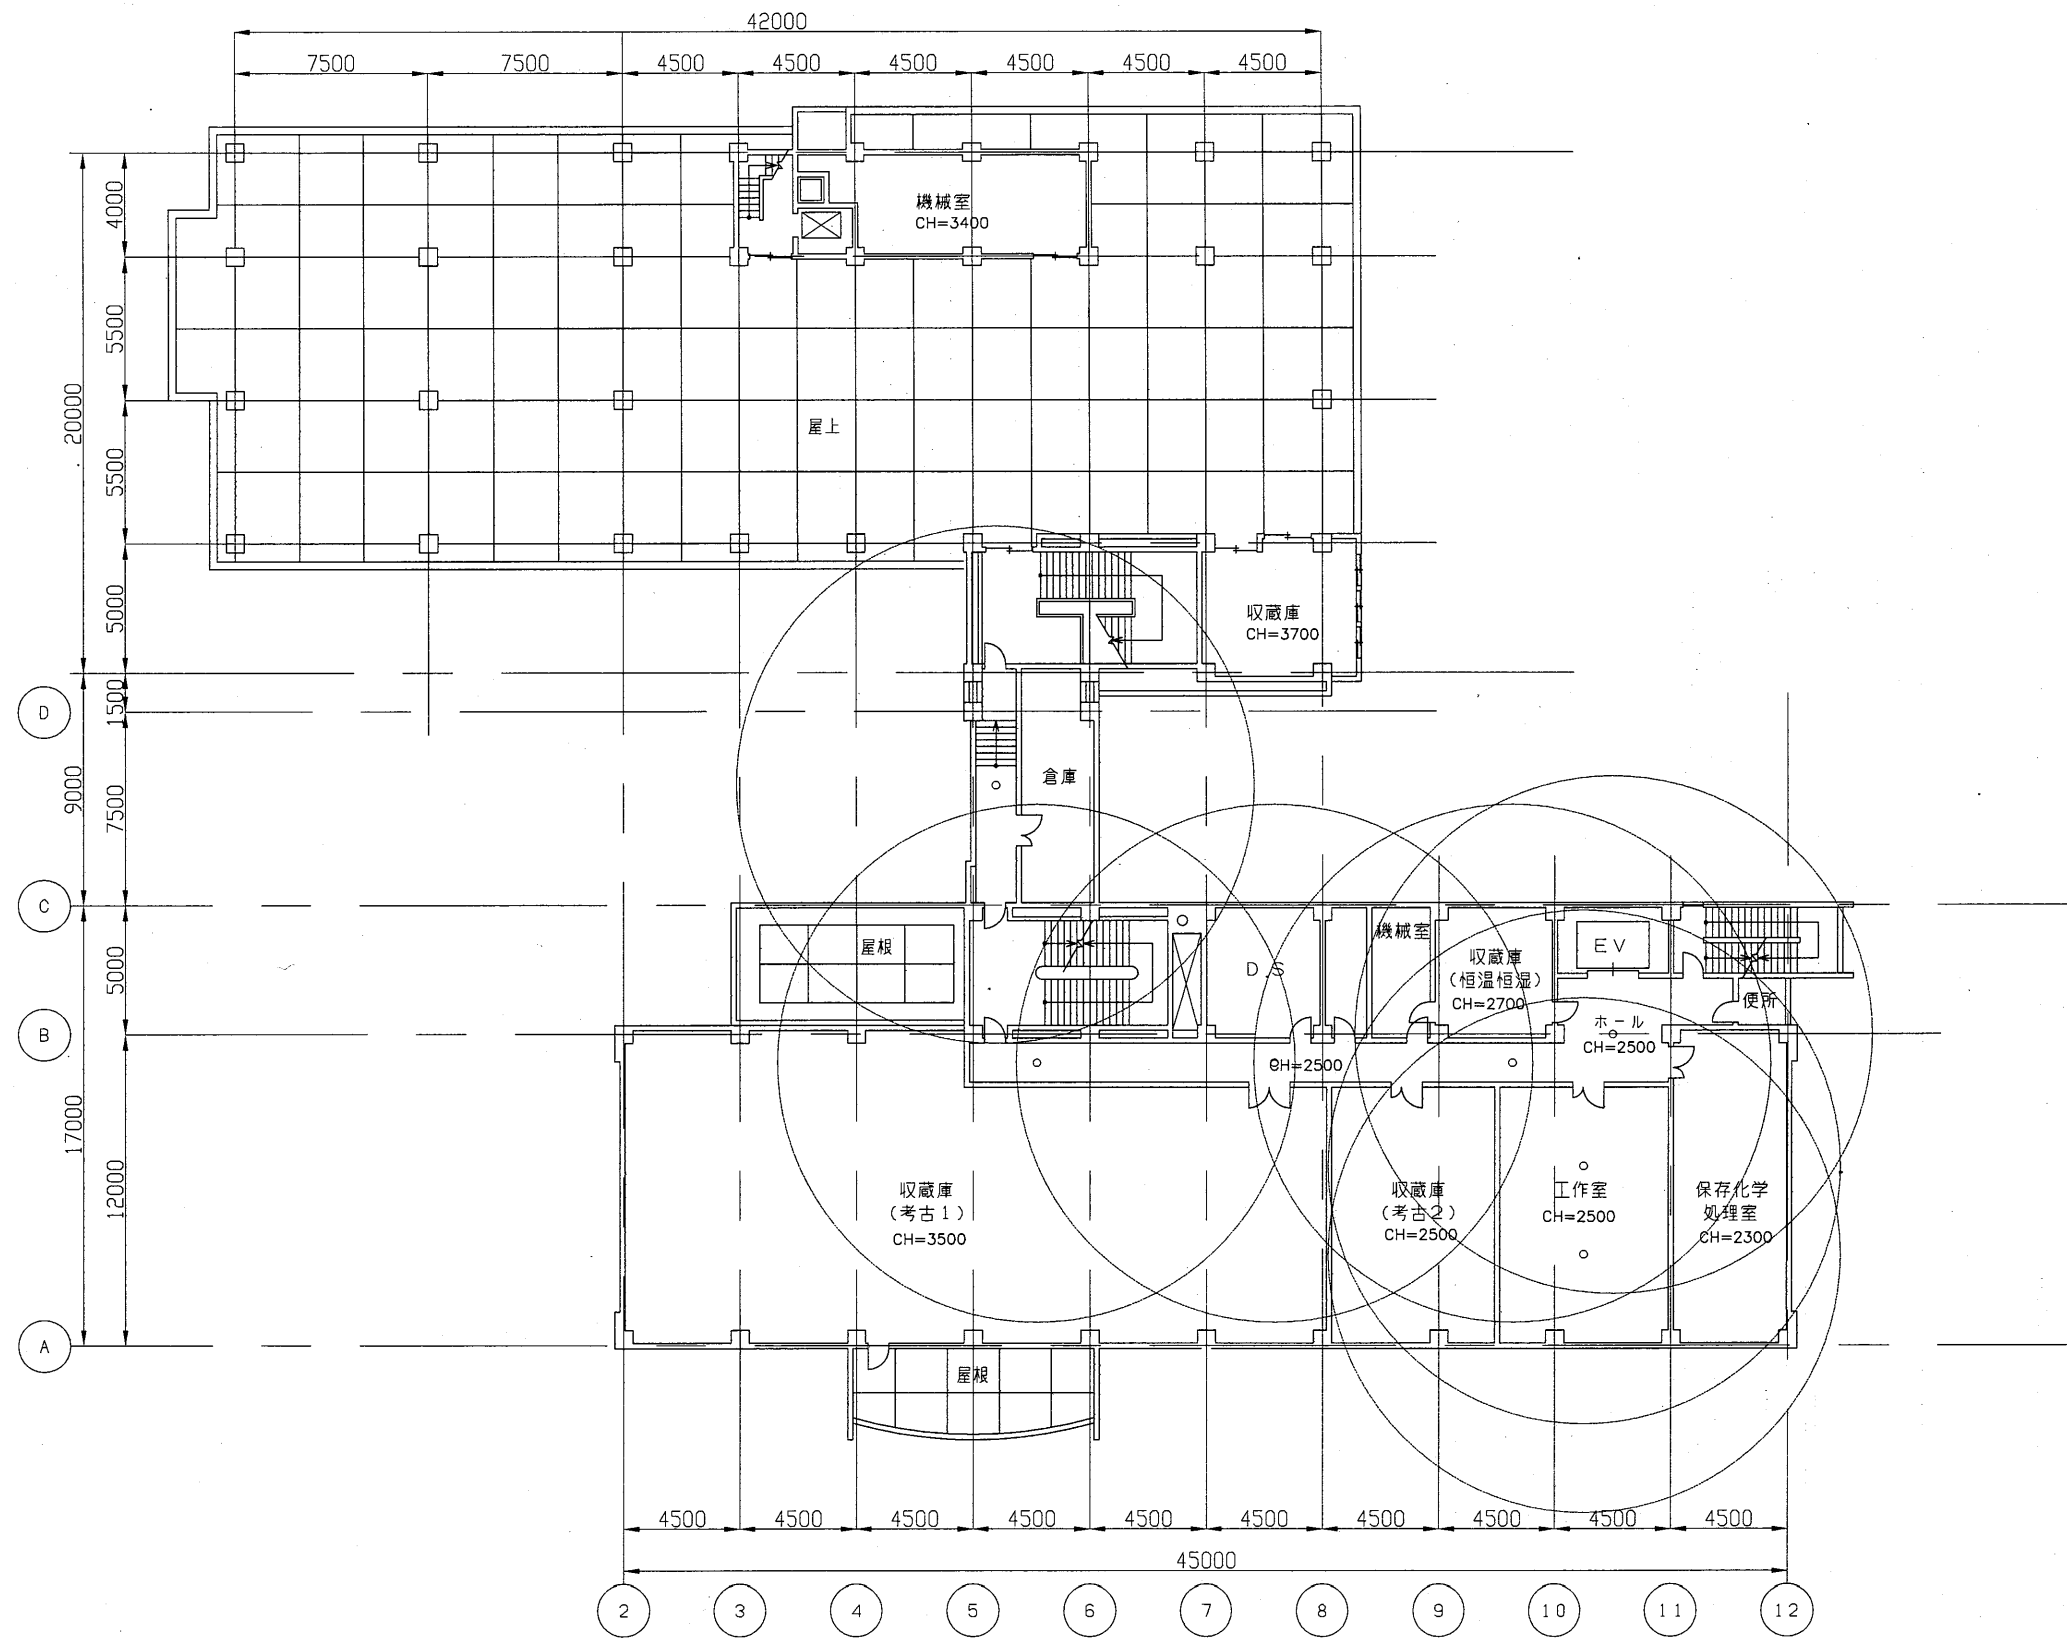 42000
7500
7500
4500
4500
4500
4500
4500
4500
4000
5500
20000
5500
5000
1500
9000
7500
5000
17000
12000
D
C
B
A
機械室
CH=3400
屋上
収蔵庫
CH=3700
倉庫
屋根
D.S
機械室
収蔵庫
(恒温恒湿)
CH=2700
EV
便所
ホール
CH=2500
CH=2500
収蔵庫
(考古1)
CH=3500
収蔵庫
(考古2)
CH=2500
工作室
CH=2500
保存化学
処理室
CH=2300
屋根
4500
4500
4500
4500
4500
4500
4500
4500
4500
4500
45000
2
3
4
5
6
7
8
9
10
11
12